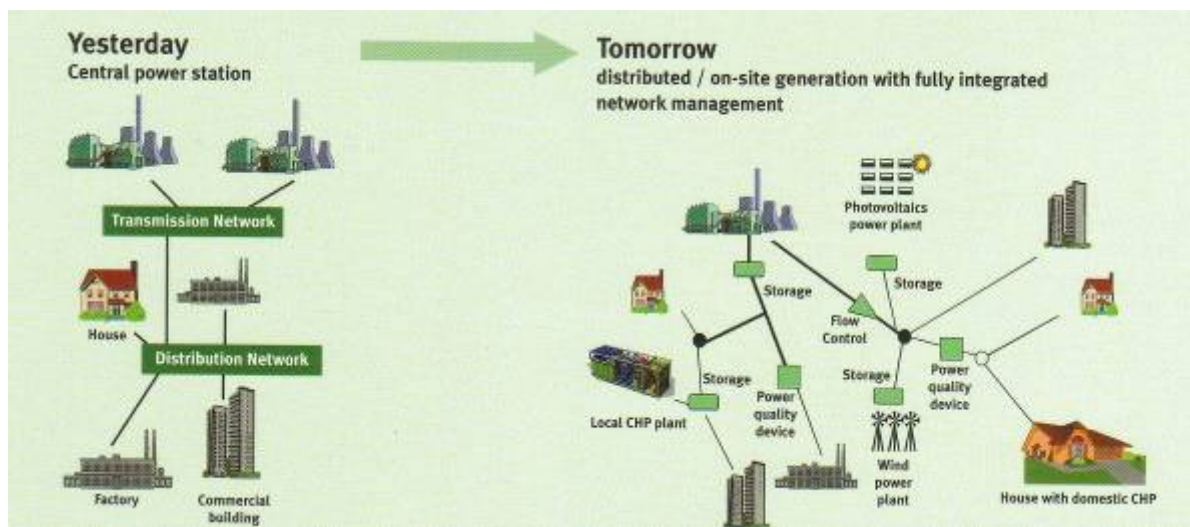 Yesterday
Central power station
Transmission Network
House
Distribution Network
Factory
Commercial
building
Tomorrow
distributed / on-site generation with fully integrated
network management
Photovoltaics
power plant
Storage
Storage
Flow
Control
Storage
Storage
Power
quality
device
Power
quality
device
Local CHP plant
Wind
power
plant
House with domestic CHP